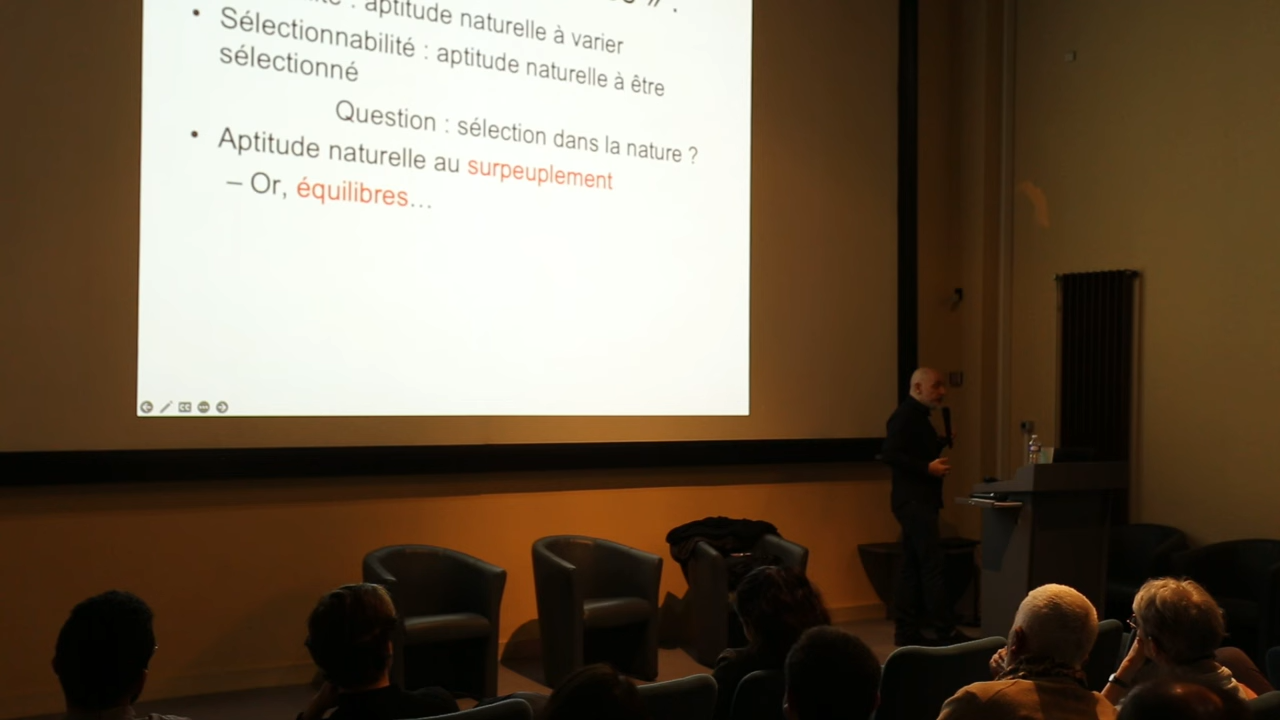 aptitude naturelle à varier
• Sélectionnabilité : aptitude naturelle à être
sélectionné
Question : sélection dans la nature ?
• Aptitude naturelle au surpeuplement
– Or, équilibres...